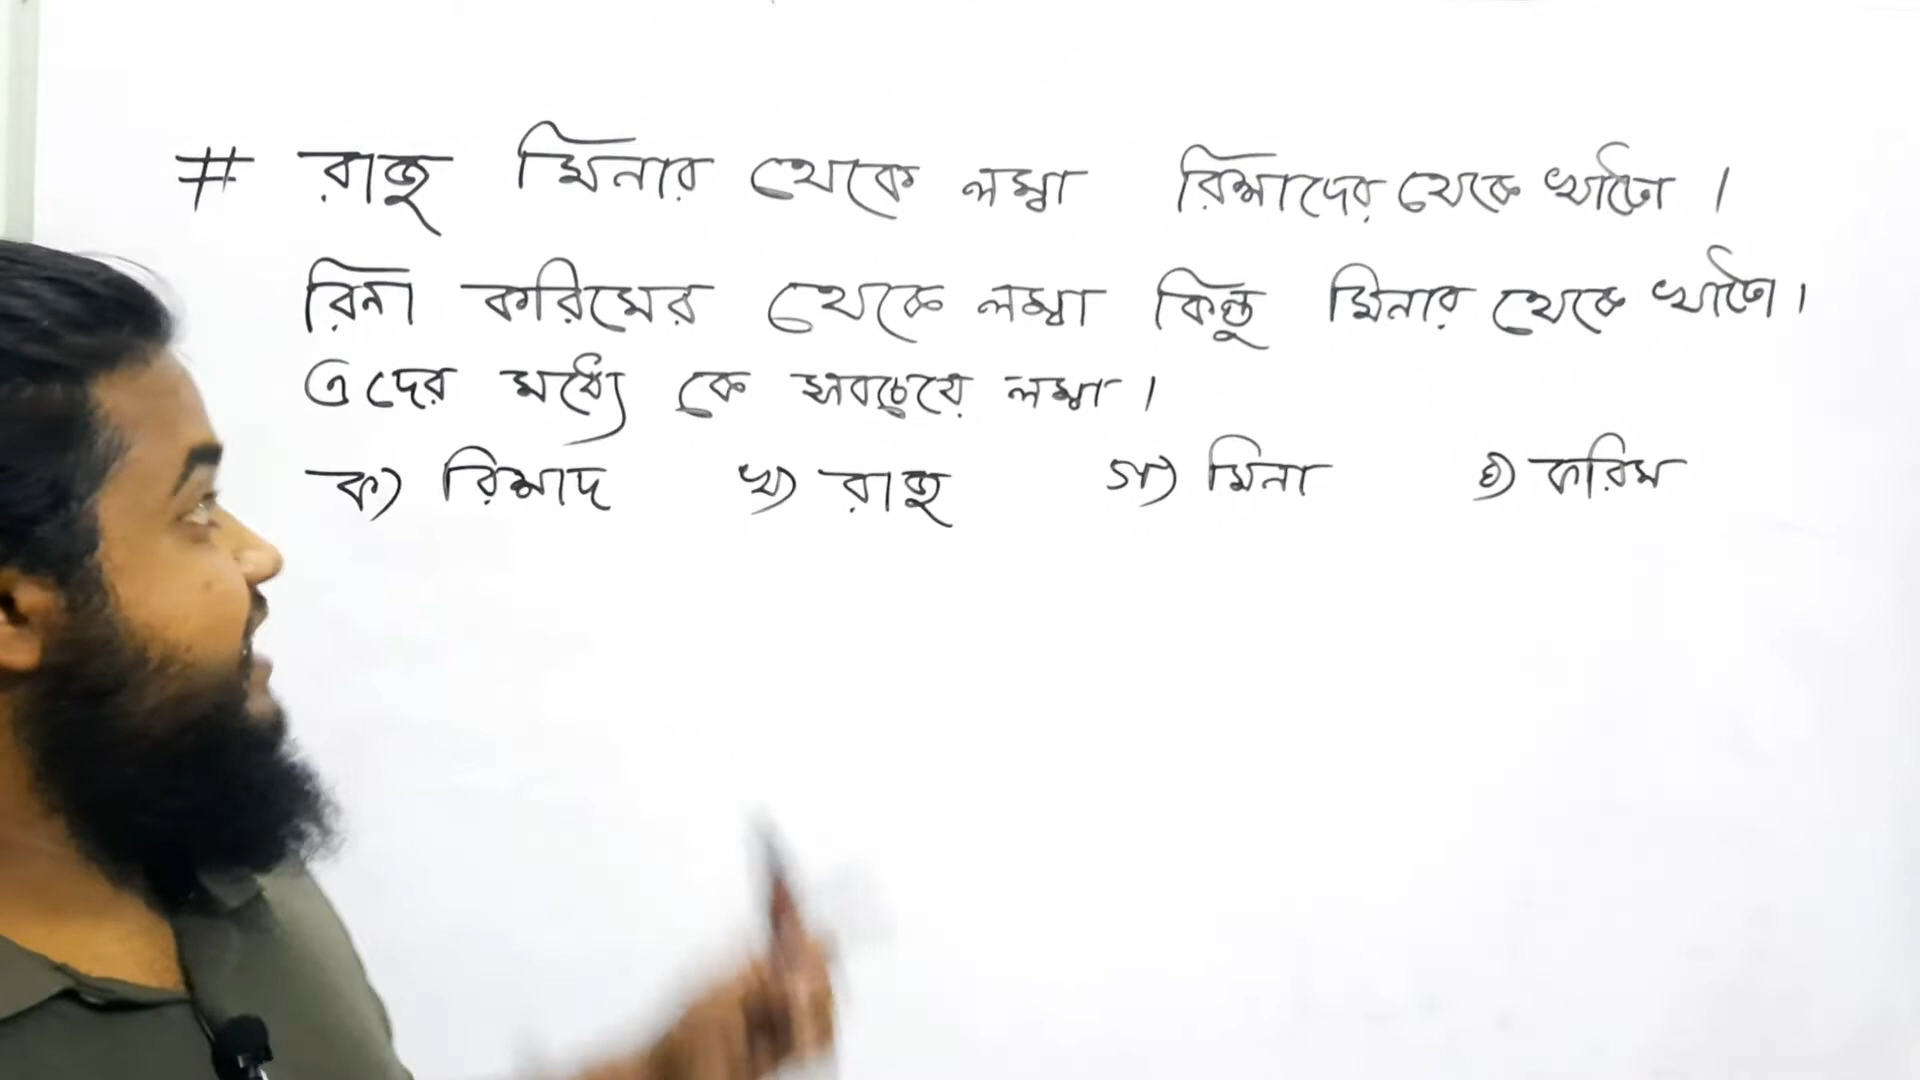 # রাজু মিনার থেকে লম্বা রিসাদের থেকে খাটো ।
রিনা করিমের থেকে লম্বা কিন্তু মিনার থেকে খাটো ।
এদের মধ্যে কে সবচেয়ে লম্বা ।
ক) রিসাদ খ) রাজু গ) মিনা ঘ) করিম